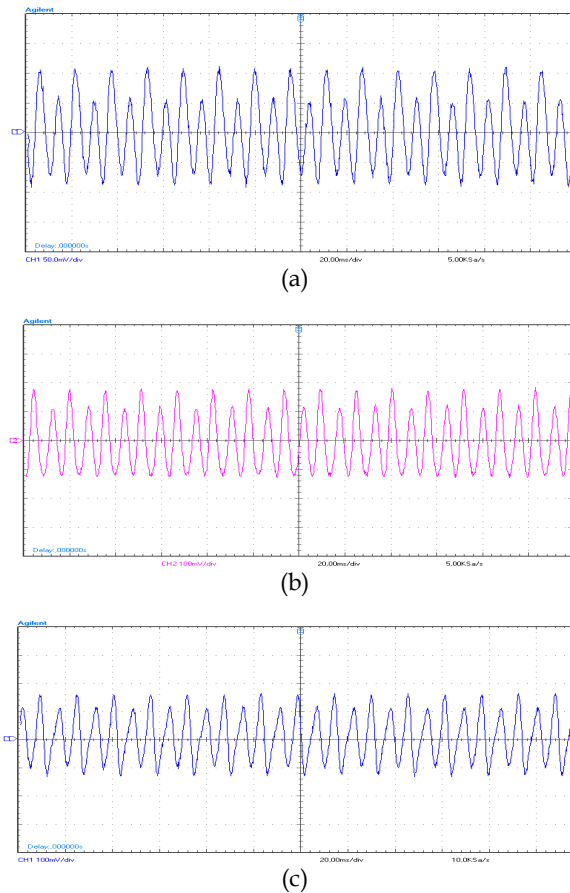 Agilent
Delay:,000000s
CH1 50,0mV/div 20,00ms/div 5,00KSa/s
(a)
Agilent
Delay:,000000s
CH2 100mV/div 20,00ms/div 5,00KSa/s
(b)
Agilent
Delay:,000000s
CH1 100mV/div 20,00ms/div 10,0KSa/s
(c)